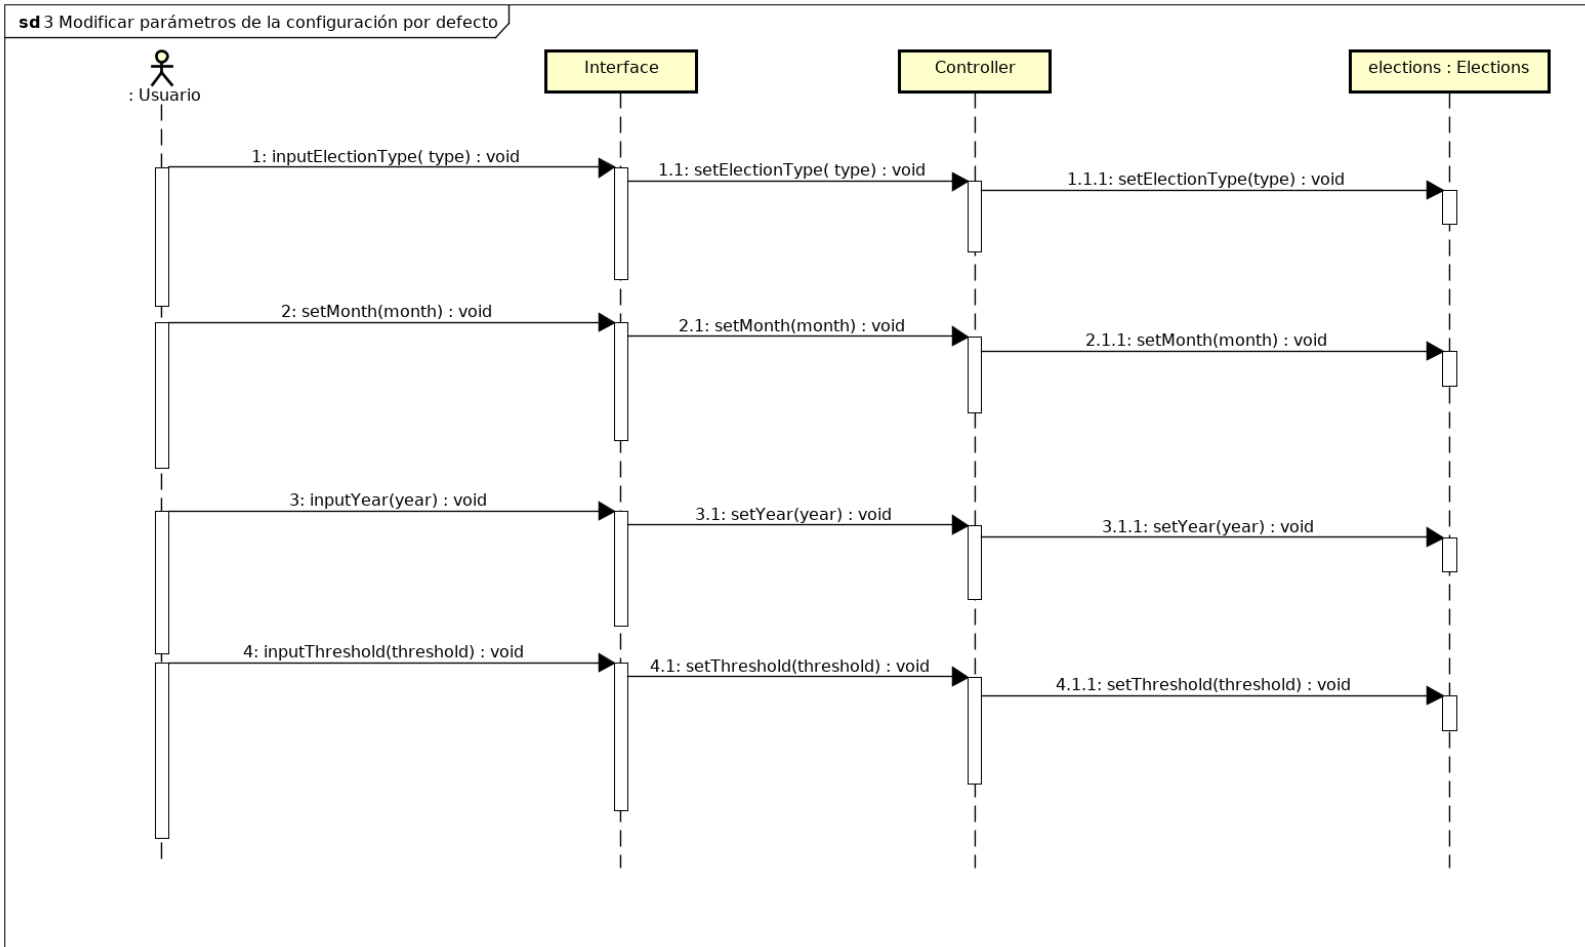 sd 3 Modificar parámetros de la configuración por defecto
: Usuario
Interface
Controller
elections : Elections
1: inputElectionType( type) : void
1.1: setElectionType( type) : void
1.1.1: setElectionType(type) : void
2: setMonth(month) : void
2.1: setMonth(month) : void
2.1.1: setMonth(month) : void
3: inputYear(year) : void
3.1: setYear(year) : void
3.1.1: setYear(year) : void
4: inputThreshold(threshold) : void
4.1: setThreshold(threshold) : void
4.1.1: setThreshold(threshold) : void